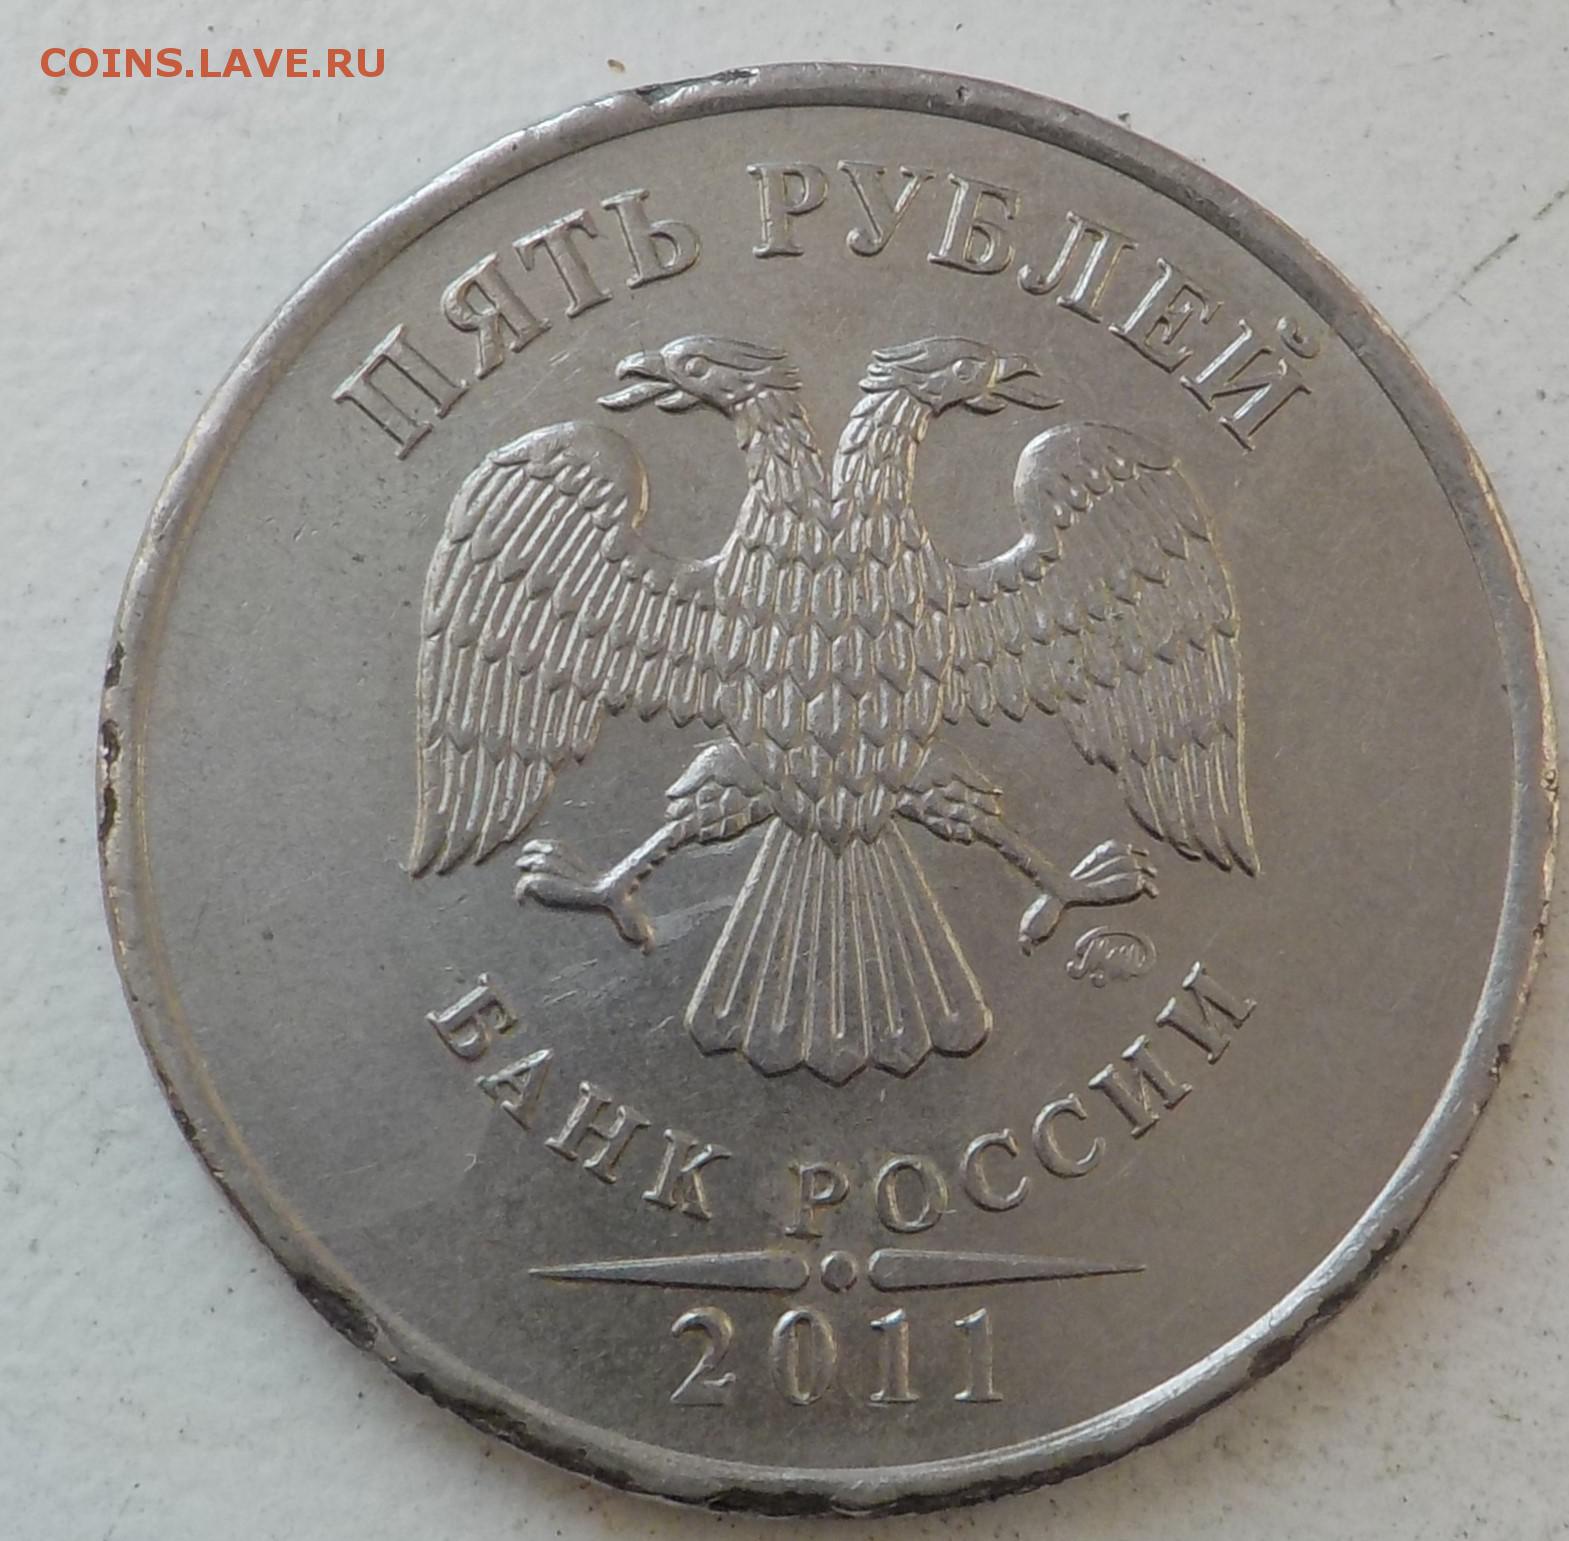 COINS.LAVE.RU
ПЯТЬ РУБЛЕЙ
БАНК РОССИИ
2011